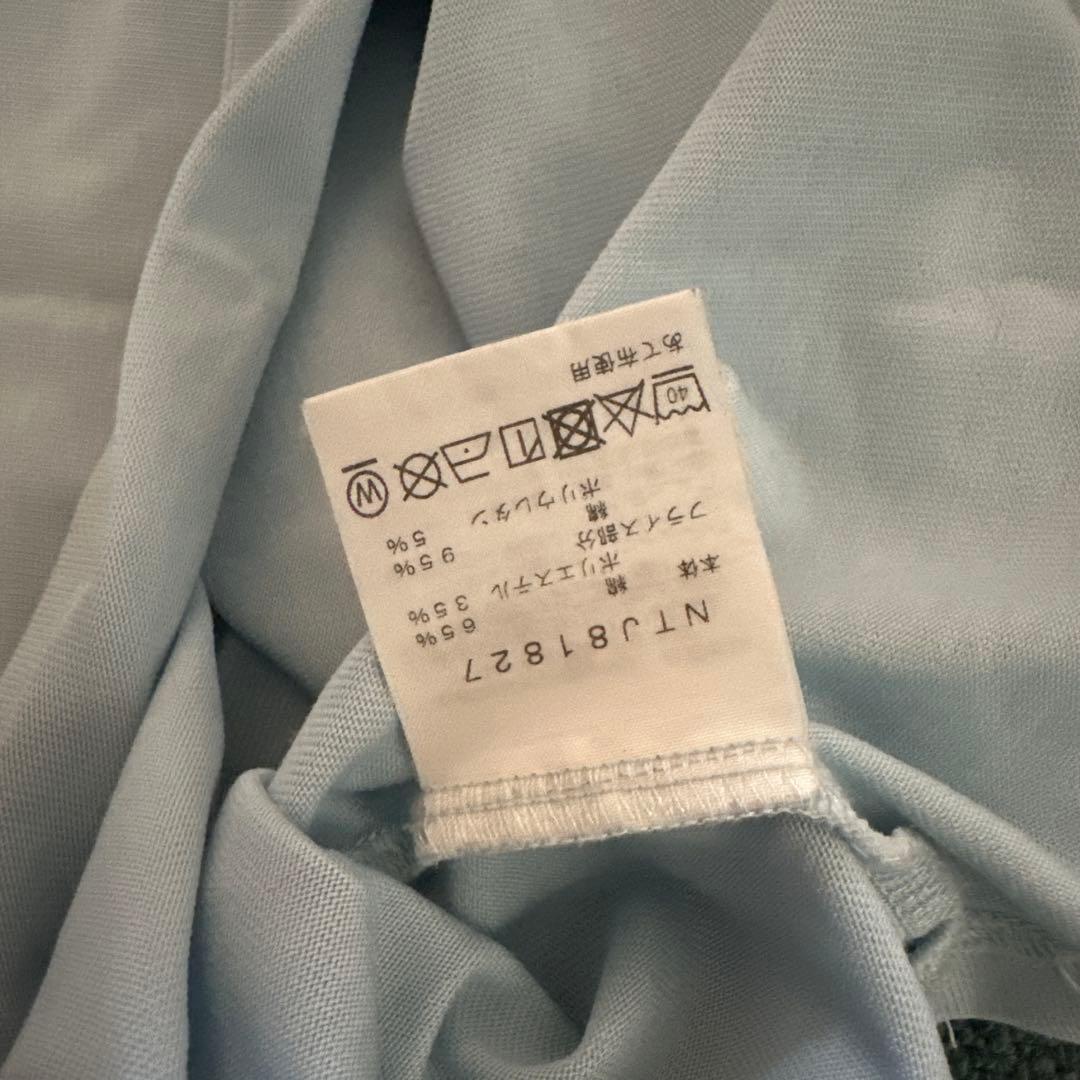 NTJ81827
本体 綿 65%
ポリエステル 35%
フライス部分
綿 95%
ポリウレタン 5%
40 W
あて布使用